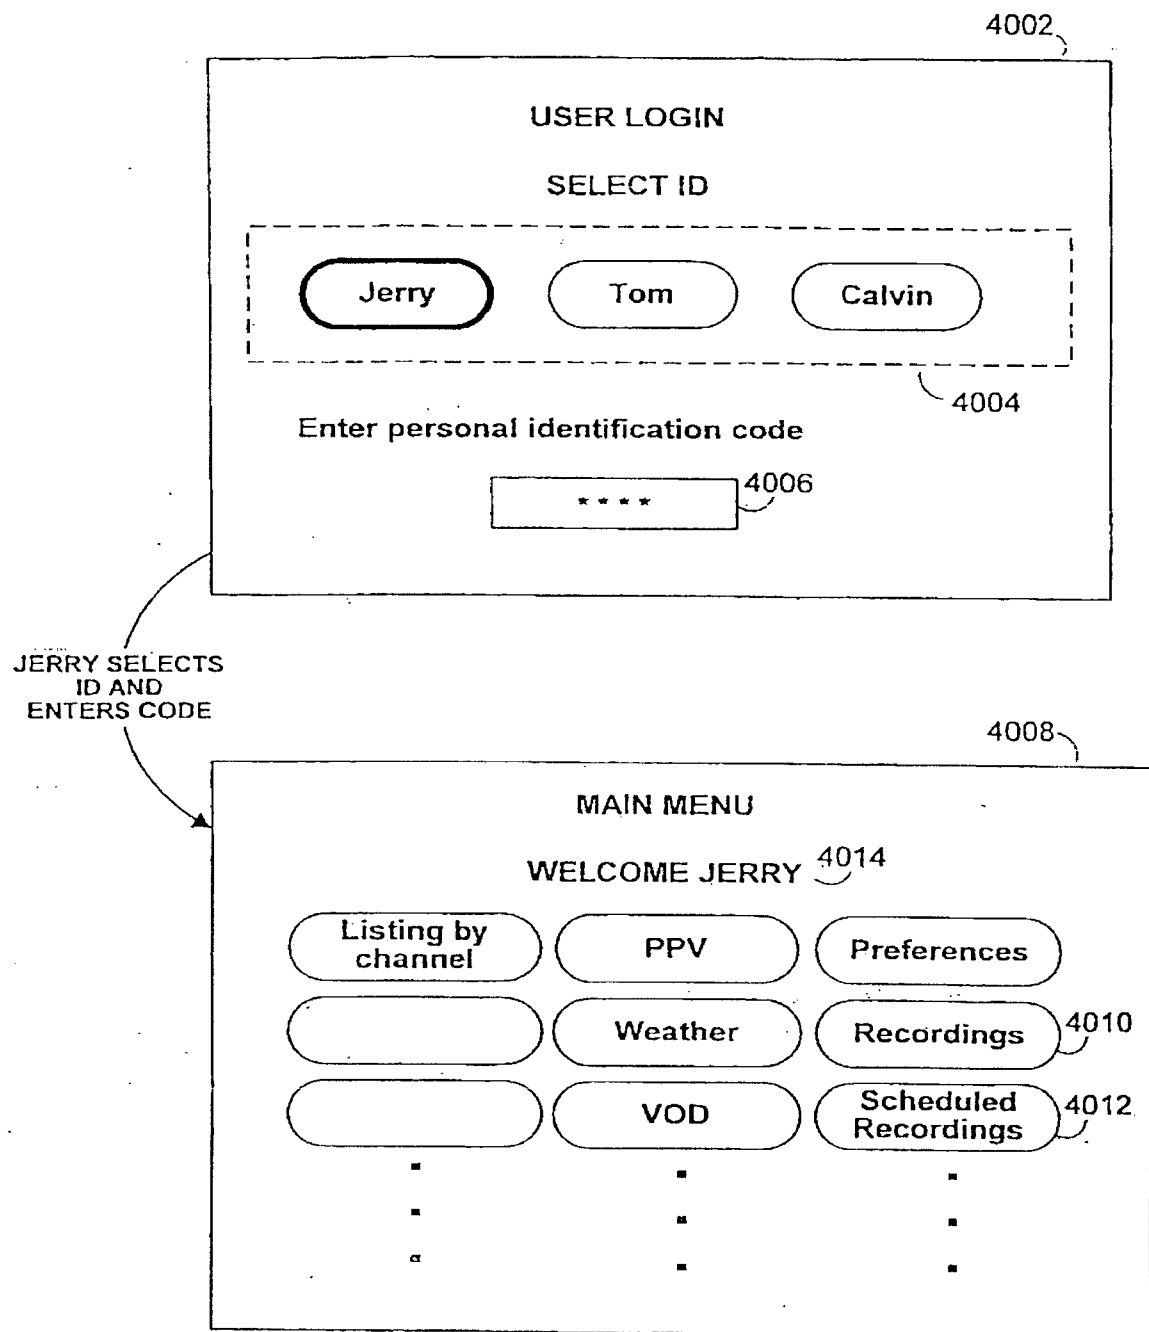 4002
USER LOGIN
SELECT ID
Jerry Tom Calvin
4004
Enter personal identification code
4006
* * * *
JERRY SELECTS
ID AND
ENTERS CODE
4008
MAIN MENU
WELCOME JERRY 4014
Listing by
channel
PPV
Preferences
Weather
Recordings
4010
VOD
Scheduled
Recordings
4012